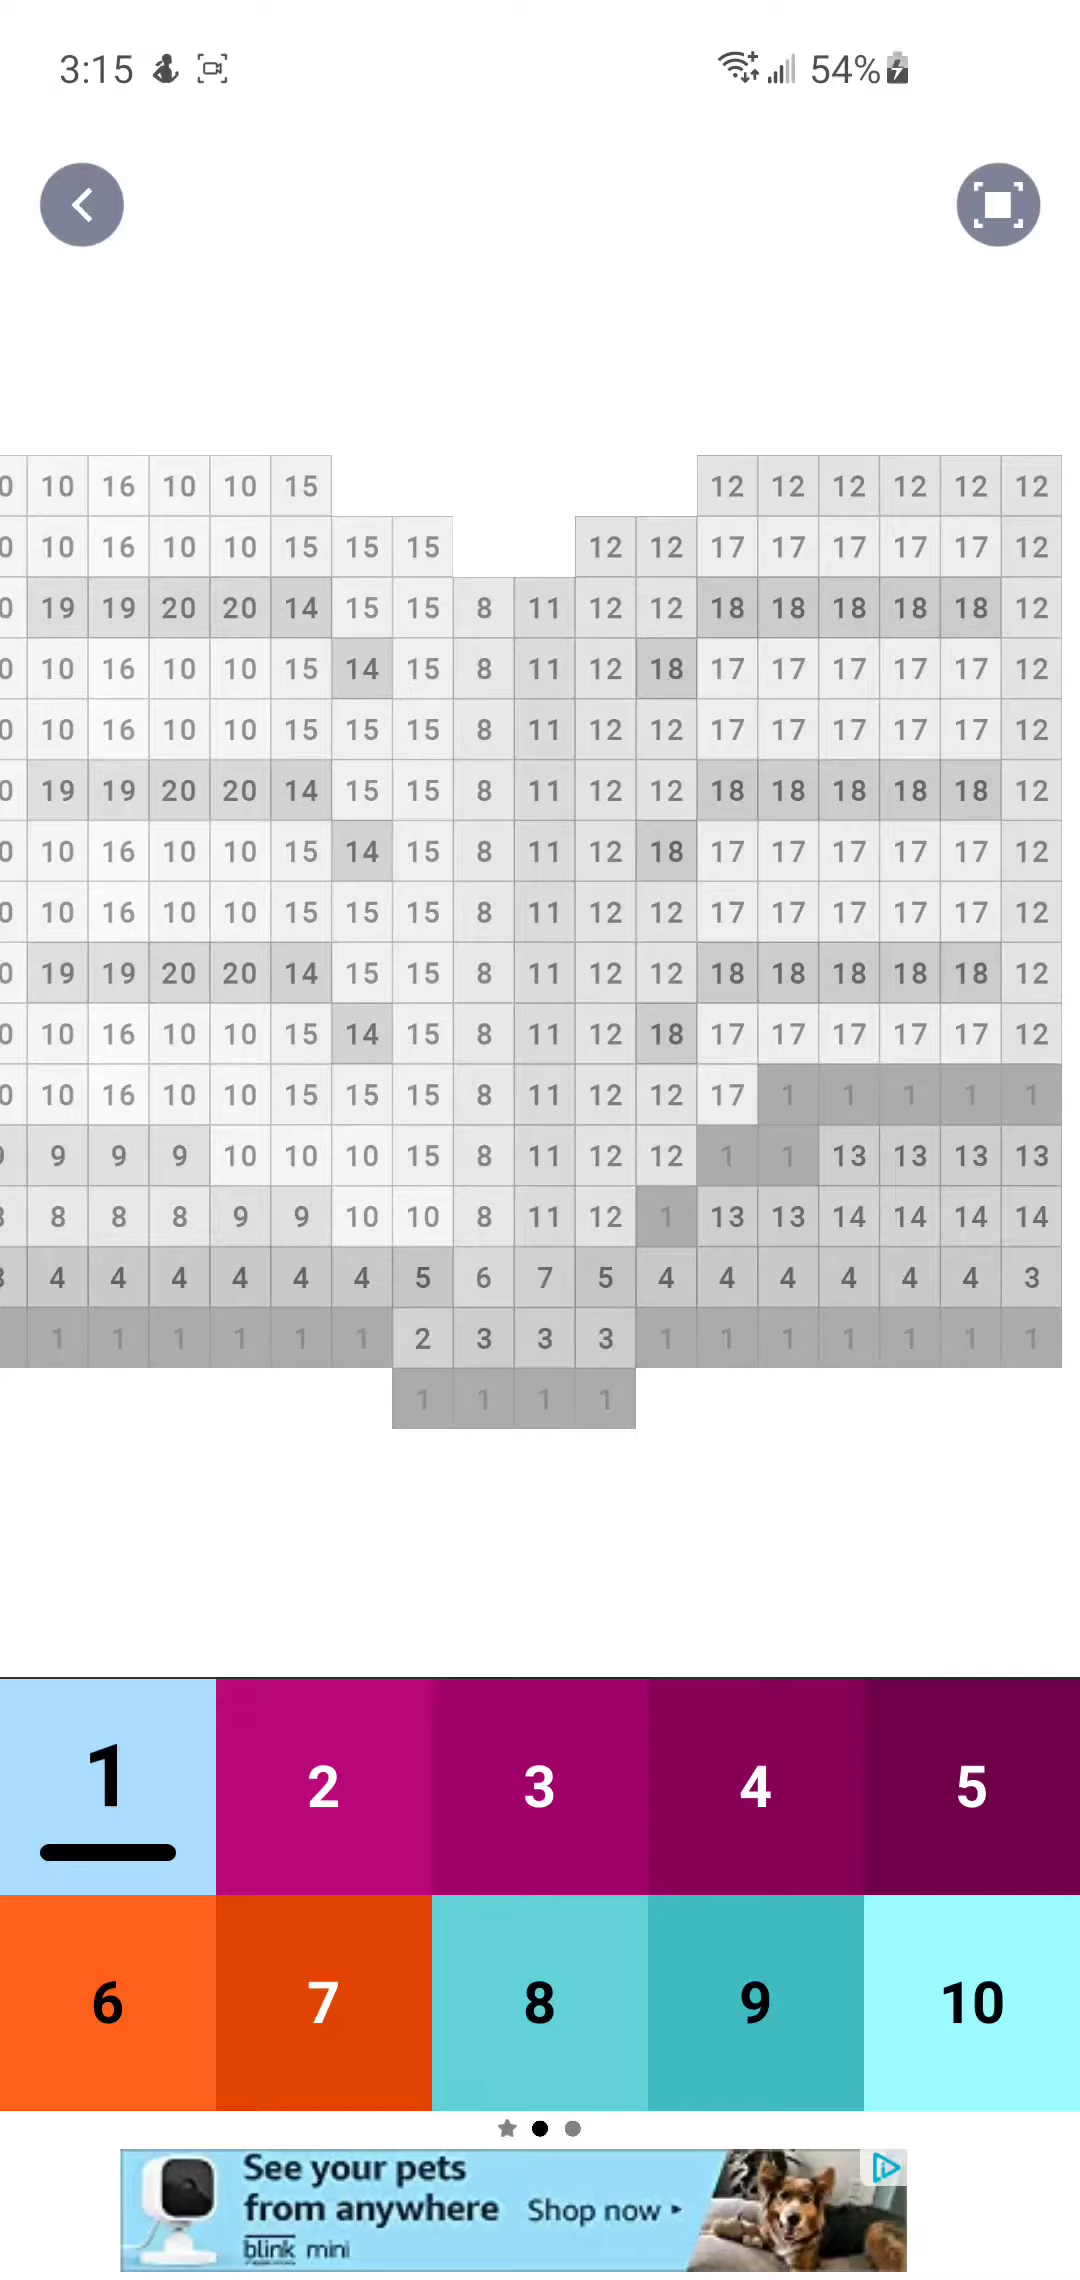 3:15 54%
0 10 16 10 10 15 12 12 12 12 12 12
0 10 16 10 10 15 15 15 12 12 17 17 17 17 17 12
0 19 19 20 20 14 15 15 8 11 12 12 18 18 18 18 18 12
0 10 16 10 10 15 14 15 8 11 12 18 17 17 17 17 17 12
0 10 16 10 10 15 15 15 8 11 12 12 17 17 17 17 17 12
0 19 19 20 20 14 15 15 8 11 12 12 18 18 18 18 18 12
0 10 16 10 10 15 14 15 8 11 12 18 17 17 17 17 17 12
0 10 16 10 10 15 15 15 8 11 12 12 17 17 17 17 17 12
0 19 19 20 20 14 15 15 8 11 12 12 18 18 18 18 18 12
0 10 16 10 10 15 14 15 8 11 12 18 17 17 17 17 17 12
0 10 16 10 10 15 15 15 8 11 12 12 17 1 1 1 1 1
9 9 9 9 10 10 10 15 8 11 12 12 1 1 13 13 13 13
8 8 8 8 9 9 10 10 8 11 12 1 13 13 14 14 14 14
3 4 4 4 4 4 4 5 6 7 5 4 4 4 4 4 4 3
1 1 1 1 1 1 2 3 3 3 1 1 1 1 1 1 1
1 1 1 1
1 2 3 4 5
6 7 8 9 10
See your pets
from anywhere Shop now
blink mini